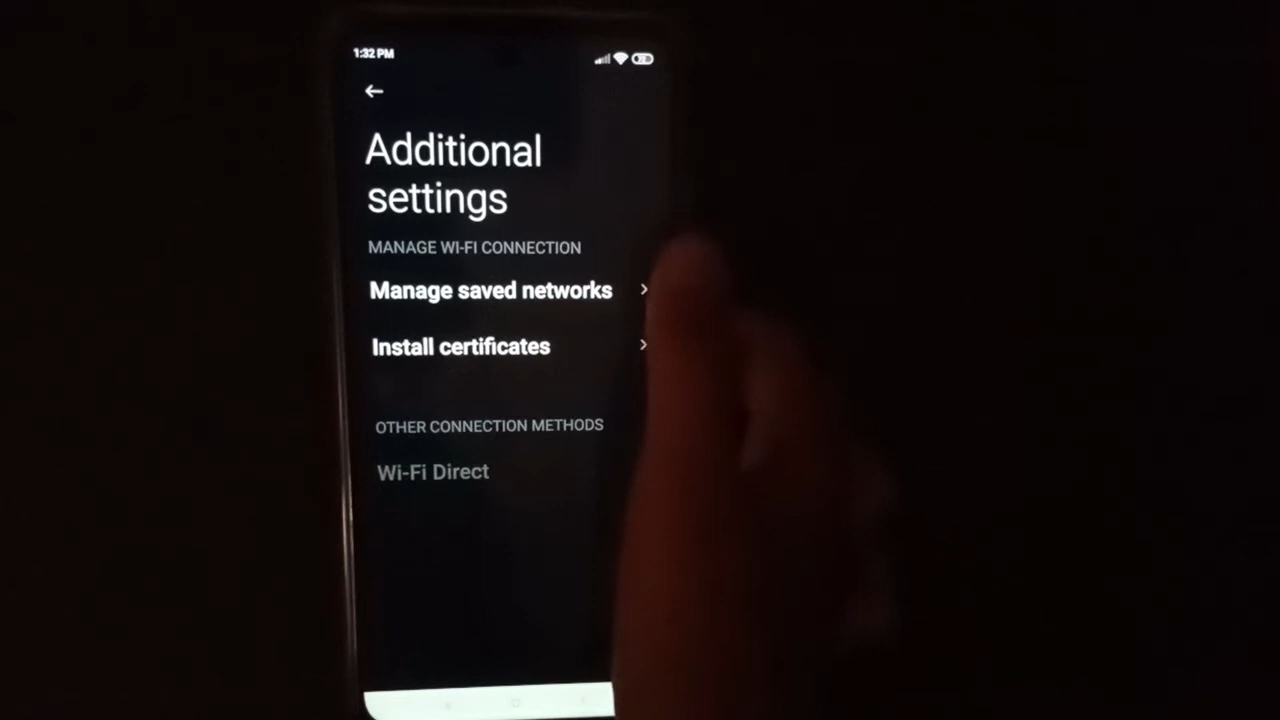 1:32 PM
Additional
settings
MANAGE WI-FI CONNECTION
Manage saved networks
Install certificates
OTHER CONNECTION METHODS
Wi-Fi Direct